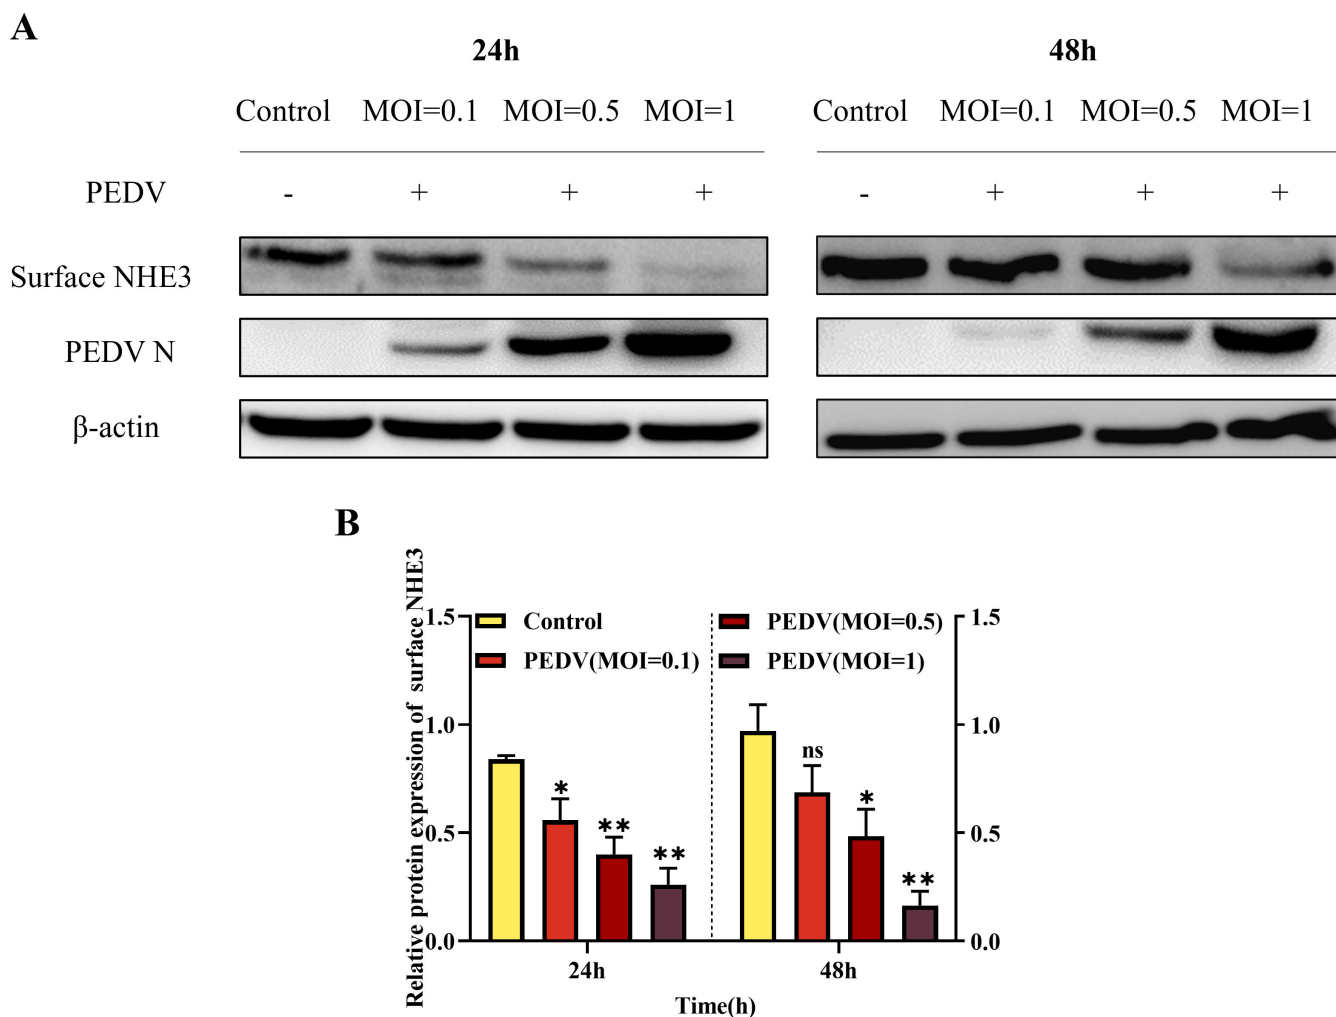 A
24h 48h
Control MOI=0.1 MOI=0.5 MOI=1 Control MOI=0.1 MOI=0.5 MOI=1
PEDV - + + + - + + +
Surface NHE3
PEDV N
β-actin
B
Relative protein expression of surface NHE3
1.5 1.5
Control PEDV(MOI=0.5)
PEDV(MOI=0.1) PEDV(MOI=1)
1.0 1.0
ns
* *
0.5 ** 0.5
** **
0.0 0.0
24h 48h
Time(h)